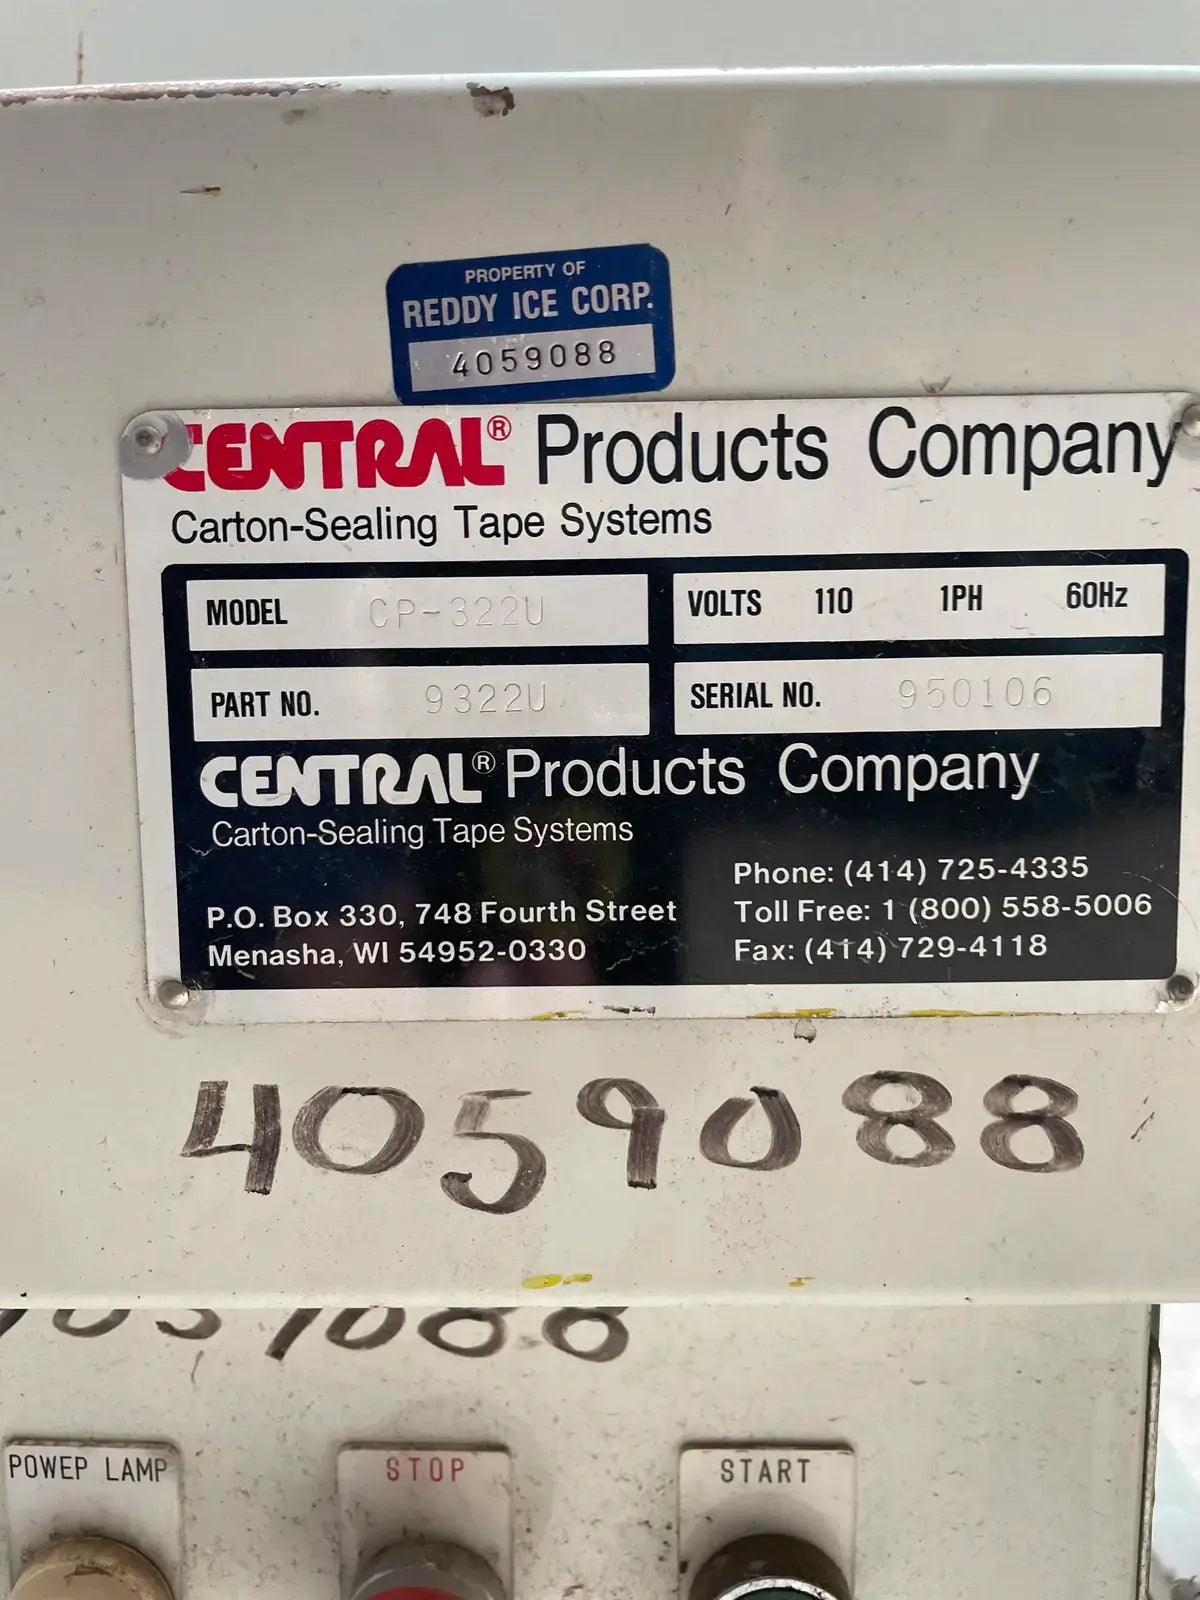 PROPERTY OF
REDDY ICE CORP.
4059088
CENTRAL® Products Company
Carton-Sealing Tape Systems
MODEL CP-322U
VOLTS 110 1PH 60Hz
PART NO. 9322U
SERIAL NO. 950106
CENTRAL® Products Company
Carton-Sealing Tape Systems
P.O. Box 330, 748 Fourth Street
Menasha, WI 54952-0330
Phone: (414) 725-4335
Toll Free: 1 (800) 558-5006
Fax: (414) 729-4118
4059088
4059088
POWEP LAMP
STOP
START